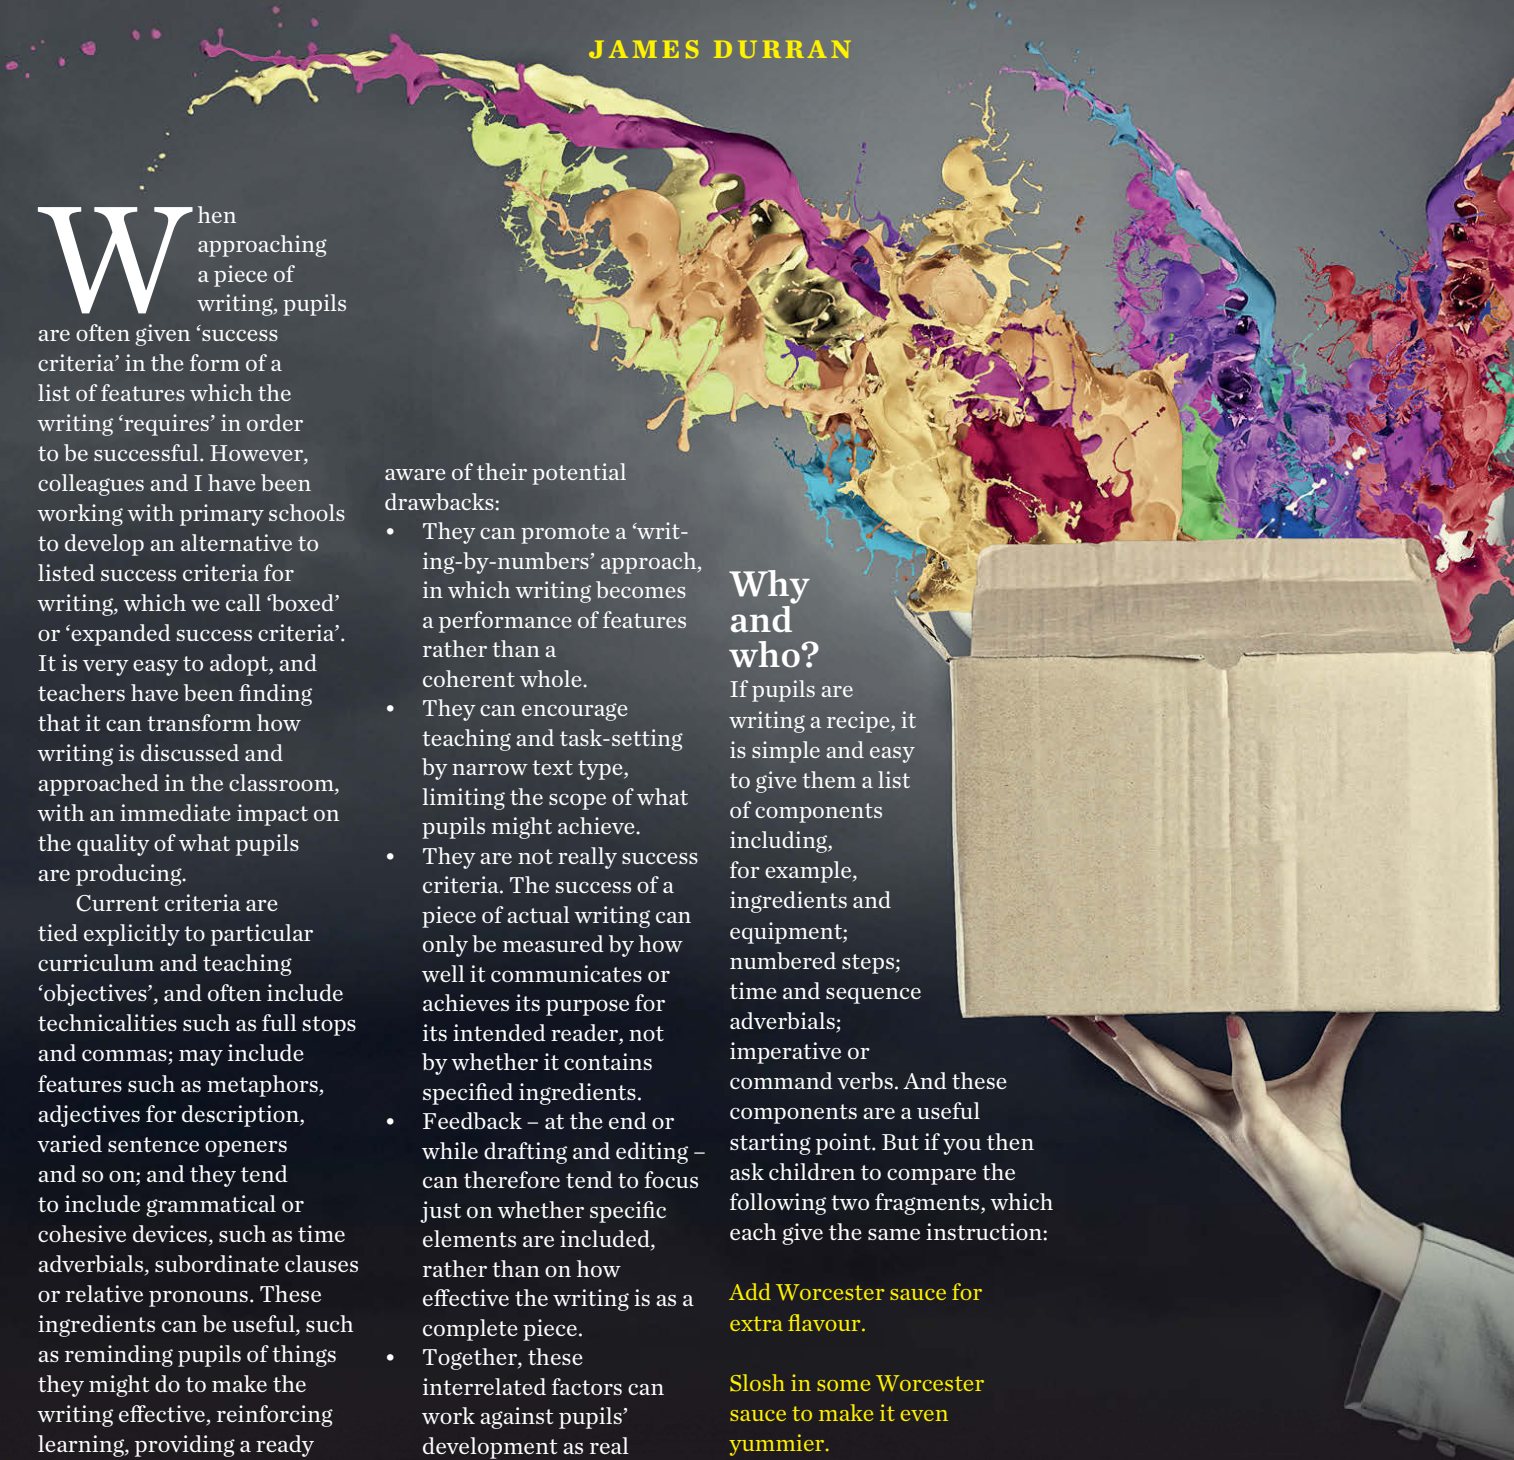 JAMES DURRAN
When
approaching
a piece of
writing, pupils
are often given ‘success
criteria’ in the form of a
list of features which the
writing ‘requires’ in order
to be successful. However,
colleagues and I have been
working with primary schools
to develop an alternative to
listed success criteria for
writing, which we call ‘boxed’
or ‘expanded success criteria’.
It is very easy to adopt, and
teachers have been finding
that it can transform how
writing is discussed and
approached in the classroom,
with an immediate impact on
the quality of what pupils
are producing.
Current criteria are
tied explicitly to particular
curriculum and teaching
‘objectives’, and often include
technicalities such as full stops
and commas; may include
features such as metaphors,
adjectives for description,
varied sentence openers
and so on; and they tend
to include grammatical or
cohesive devices, such as time
adverbials, subordinate clauses
or relative pronouns. These
ingredients can be useful, such
as reminding pupils of things
they might do to make the
writing effective, reinforcing
learning, providing a ready
aware of their potential
drawbacks:
• They can promote a ‘writ-
ing-by-numbers’ approach,
in which writing becomes
a performance of features
rather than a
coherent whole.
• They can encourage
teaching and task-setting
by narrow text type,
limiting the scope of what
pupils might achieve.
• They are not really success
criteria. The success of a
piece of actual writing can
only be measured by how
well it communicates or
achieves its purpose for
its intended reader, not
by whether it contains
specified ingredients.
• Feedback – at the end or
while drafting and editing –
can therefore tend to focus
just on whether specific
elements are included,
rather than on how
effective the writing is as a
complete piece.
• Together, these
interrelated factors can
work against pupils’
development as real
Why
and
who?
If pupils are
writing a recipe, it
is simple and easy
to give them a list
of components
including,
for example,
ingredients and
equipment;
numbered steps;
time and sequence
adverbials;
imperative or
command verbs. And these
components are a useful
starting point. But if you then
ask children to compare the
following two fragments, which
each give the same instruction:
Add Worcester sauce for
extra flavour.
Slosh in some Worcester
sauce to make it even
yummier.